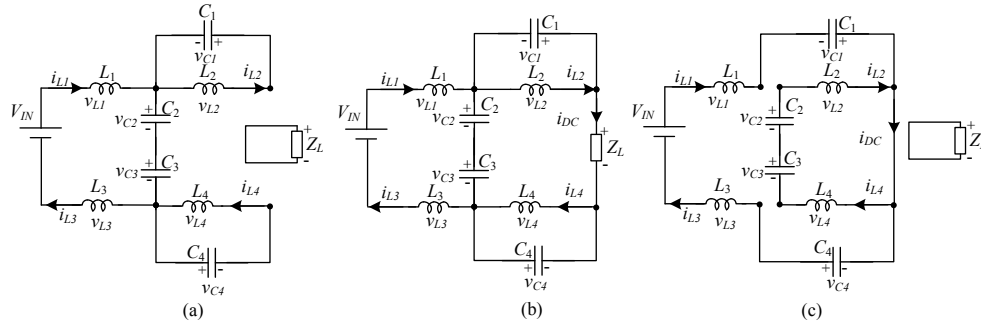 C1
- +
vC1
iL1
L1
L2
iL2
vL1
vL2
VIN
+
C2
vC2
-
+
ZL
-
+
C3
vC3
-
L3
L4
iL4
iL3
vL3
vL4
C4
+ -
vC4
(a)
C1
- +
vC1
iL1
L1
L2
iL2
vL1
vL2
VIN
+
C2
vC2
-
iDC
+
ZL
-
+
C3
vC3
-
L3
L4
iL4
iL3
vL3
vL4
C4
+ -
vC4
(b)
C1
- +
vC1
iL1
L1
L2
iL2
vL1
vL2
VIN
+
C2
vC2
-
iDC
+
-
+
C3
vC3
-
L3
L4
iL4
iL3
vL3
vL4
C4
+ -
vC4
(c)